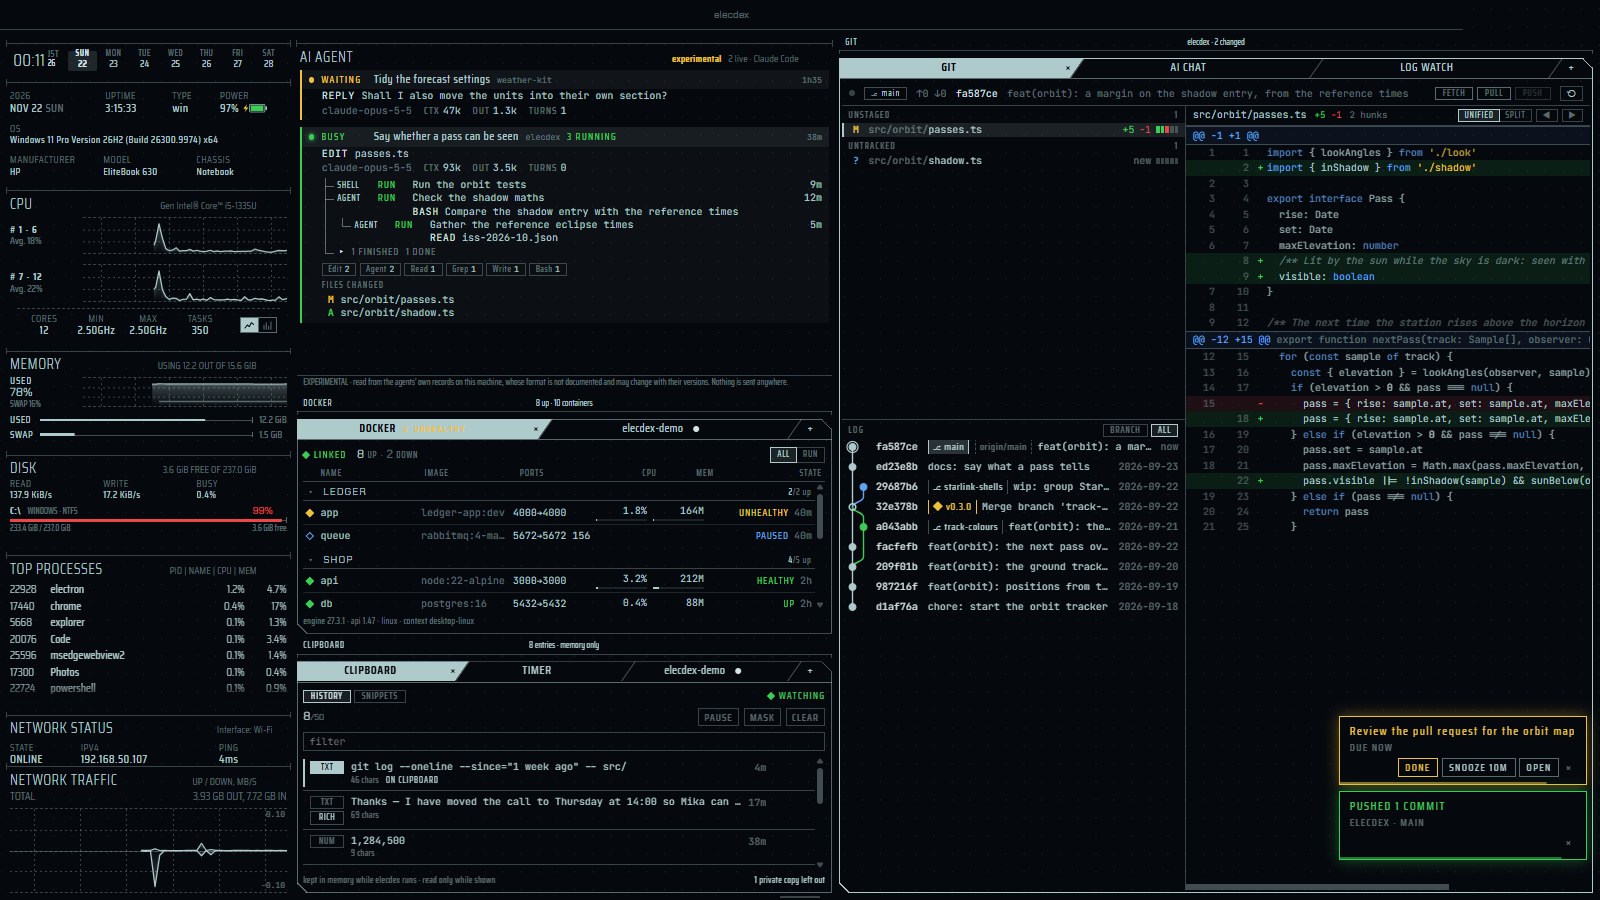 elecdex
00:11 IST 26
SUN 22
MON 23
TUE 24
WED 25
THU 26
FRI 27
SAT 28
2026 UPTIME TYPE POWER
NOV 22 SUN 3:15:33 win 97%
OS
Windows 11 Pro Version 26H2 (Build 26300.9974) x64
MANUFACTURER MODEL CHASSIS
HP EliteBook 630 Notebook
CPU Gen Intel® Core™ i5-1335U
# 1 - 6
Avg. 18%
# 7 - 12
Avg. 22%
CORES MIN MAX TASKS
12 2.50GHz 2.50GHz 350
MEMORY USING 12.2 OUT OF 15.6 GIB
USED
78%
SWAP 16%
USED 12.2 GiB
SWAP 1.5 GiB
DISK 3.6 GIB FREE OF 237.0 GIB
READ WRITE BUSY
137.9 KiB/s 17.2 KiB/s 0.4%
C:\ WINDOWS · NTFS 99%
233.4 GiB / 237.0 GiB 3.6 GiB free
TOP PROCESSES PID | NAME | CPU | MEM
22928 electron 1.2% 4.7%
17440 chrome 0.4% 17%
5668 explorer 0.1% 1.3%
20076 Code 0.1% 3.4%
25596 msedgewebview2 0.1% 1.4%
17300 Photos 0.1% 0.4%
22724 powershell 0.1% 0.9%
NETWORK STATUS Interface: Wi-Fi
STATE IPV4 PING
ONLINE 192.168.50.107 4ms
NETWORK TRAFFIC UP / DOWN, MB/S
TOTAL 3.93 GB OUT, 7.72 GB IN
0.10
-0.10
AI AGENT experimental 2 live · Claude Code
WAITING Tidy the forecast settings weather-kit 1h35
REPLY Shall I also move the units into their own section?
claude-opus-5-5 CTX 47k OUT 1.3k TURNS 1
BUSY Say whether a pass can be seen elecdex 3 RUNNING 38m
EDIT passes.ts
claude-opus-5-5 CTX 93k OUT 3.5k TURNS 0
SHELL RUN Run the orbit tests 9m
AGENT RUN Check the shadow maths 12m
BASH Compare the shadow entry with the reference times
AGENT RUN Gather the reference eclipse times 5m
READ iss-2026-10.json
▸ 1 FINISHED 1 DONE
Edit 2 Agent 2 Read 1 Grep 1 Write 1 Bash 1
FILES CHANGED
M src/orbit/passes.ts
A src/orbit/shadow.ts
EXPERIMENTAL · read from the agents' own records on this machine, whose format is not documented and may change with their versions. Nothing is sent anywhere.
DOCKER 8 up · 10 containers
DOCKER × elecdex-demo ● +
LINKED 8 UP · 2 DOWN ALL RUN
NAME IMAGE PORTS CPU MEM STATE
- LEDGER 2/2 up
app ledger-app:dev 4000→4000 1.8% 164M UNHEALTHY 40m
queue rabbitmq:4-ma… 5672→5672 156 PAUSED 40m
- SHOP 4/5 up
api node:22-alpine 3000→3000 3.2% 212M HEALTHY 2h
db postgres:16 5432→5432 0.4% 88M UP 2h
engine 27.3.1 · api 1.47 · linux · context desktop-linux
CLIPBOARD 8 entries · memory only
CLIPBOARD × TIMER elecdex-demo ● +
HISTORY SNIPPETS WATCHING
8/50 PAUSE MASK CLEAR
filter
TXT git log --oneline --since="1 week ago" -- src/ 4m
46 chars ON CLIPBOARD
TXT Thanks — I have moved the call to Thursday at 14:00 so Mika can … 17m
RICH 69 chars
NUM 1,284,500 38m
9 chars
kept in memory while elecdex runs · read only while shown 1 private copy left out
GIT elecdex · 2 changed
GIT × AI CHAT LOG WATCH +
main ↑0 ↓0 fa587ce feat(orbit): a margin on the shadow entry, from the reference times FETCH PULL PUSH
UNSTAGED 1
M src/orbit/passes.ts +5 -1
UNTRACKED 1
? src/orbit/shadow.ts new
LOG BRANCH ALL
fa587ce main origin/main feat(orbit): a mar… now
ed23e8b docs: say what a pass tells 2026-09-23
29687b6 starlink-shells wip: group Star… 2026-09-22
32e378b v0.3.0 Merge branch 'track-… 2026-09-22
a043abb track-colours feat(orbit): the… 2026-09-21
facfefb feat(orbit): the next pass ov… 2026-09-22
209f01b feat(orbit): the ground track… 2026-09-20
987216f feat(orbit): positions from t… 2026-09-19
d1af76a chore: start the orbit tracker 2026-09-18
src/orbit/passes.ts +5 -1 2 hunks UNIFIED SPLIT
@@ -1 +1 @@
1 1 import { lookAngles } from './look'
2 + import { inShadow } from './shadow'
2 3
3 4 export interface Pass {
4 5 rise: Date
5 6 set: Date
6 7 maxElevation: number
8 + /** Lit by the sun while the sky is dark: seen with
9 + visible: boolean
7 10 }
8 11
9 12 /** The next time the station rises above the horizon
@@ -12 +15 @@ export function nextPass(track: Sample[], observer:
12 15 for (const sample of track) {
13 16 const { elevation } = lookAngles(observer, sample)
14 17 if (elevation > 0 && pass === null) {
15 - pass = { rise: sample.at, set: sample.at, maxEle
18 + pass = { rise: sample.at, set: sample.at, maxEle
16 19 } else if (elevation > 0 && pass !== null) {
17 20 pass.set = sample.at
18 21 pass.maxElevation = Math.max(pass.maxElevation,
22 + pass.visible ||= !inShadow(sample) && sunBelow(o
19 23 } else if (pass !== null) {
20 24 return pass
21 25 }
Review the pull request for the orbit map
DUE NOW
DONE SNOOZE 10M OPEN ×
PUSHED 1 COMMIT
ELECDEX · MAIN
×